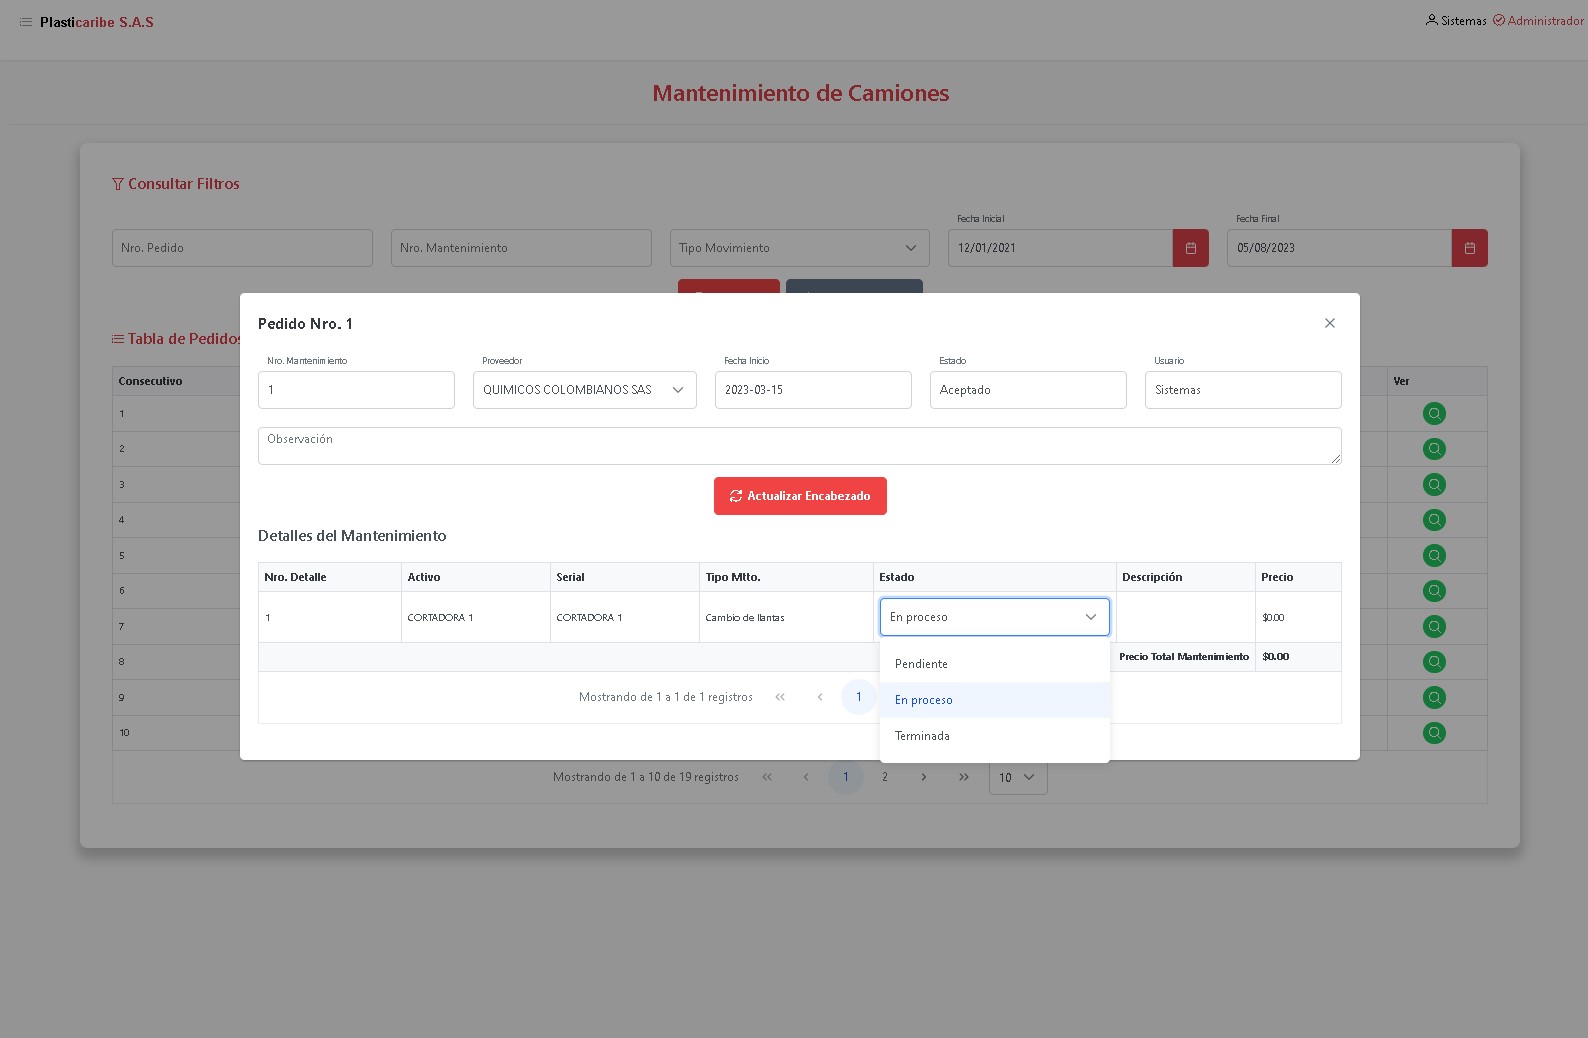 Plasticaribe S.A.S
Sistemas Administrador
Mantenimiento de Camiones
Consultar Filtros
Fecha Inicial Fecha Final
Nro. Pedido Nro. Mantenimiento Tipo Movimiento 12/01/2021 05/08/2023
Pedido Nro. 1
Tabla de Pedidos
Nro. Mantenimiento Proveedor Fecha Inicio Estado Usuario
1 QUIMICOS COLOMBIANOS SAS 2023-03-15 Aceptado Sistemas
Observación
Actualizar Encabezado
Detalles del Mantenimiento
Nro. Detalle Activo Serial Tipo Mtto. Estado Descripción Precio
1 CORTADORA 1 CORTADORA 1 Cambio de llantas En proceso $0.00
Precio Total Mantenimiento $0.00
Pendiente
En proceso
Terminada
Mostrando de 1 a 1 de 1 registros << < 1
Consecutivo Ver
1
2
3
4
5
6
7
8
9
10
Mostrando de 1 a 10 de 19 registros << < 1 2 > >> 10